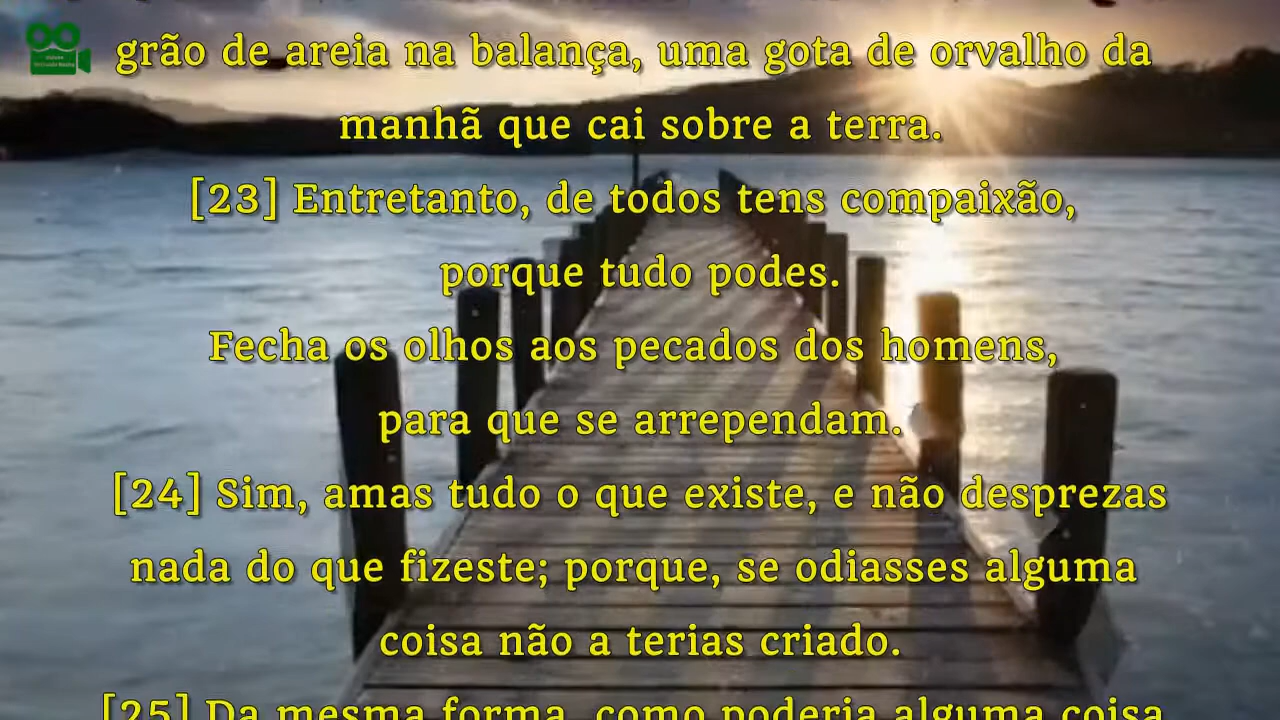 grão de areia na balança, uma gota de orvalho da
manhã que cai sobre a terra.
[23] Entretanto, de todos tens compaixão,
porque tudo podes.
Fecha os olhos aos pecados dos homens,
para que se arrependam.
[24] Sim, amas tudo o que existe, e não desprezas
nada do que fizeste; porque, se odiasses alguma
coisa não a terias criado.
[25] Da mesma forma, como poderia alguma coisa